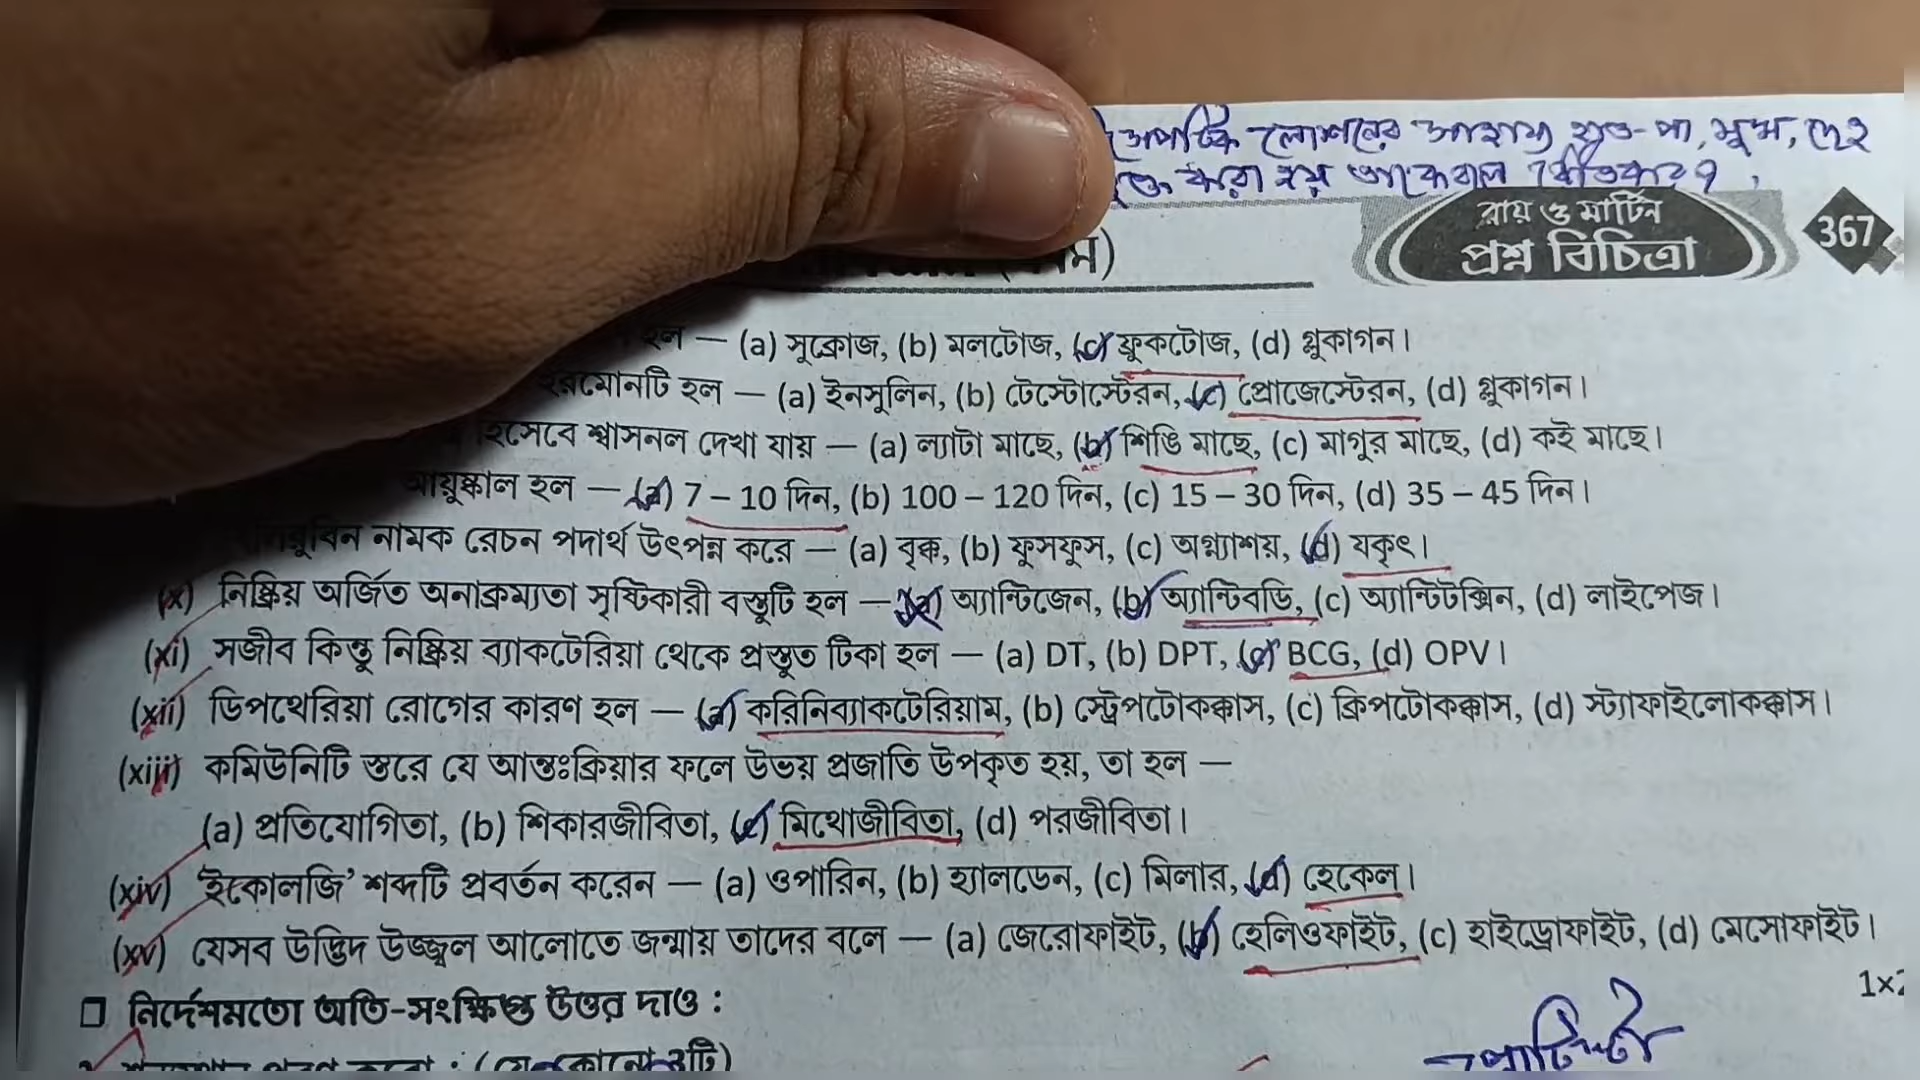 লোশনের সাহায্যে হাত-পা, মুখ, দেহ
করা হয় তাকে বলে
রায় ও মার্টিন
প্রশ্ন বিচিত্রা
367
হল — (a) সুক্রোজ, (b) মলটোজ, (c) ফ্রুকটোজ, (d) গ্লুকাগন।
হরমোনটি হল — (a) ইনসুলিন, (b) টেস্টোস্টেরন, (c) প্রোজেস্টেরন, (d) গ্লুকাগন।
হিসেবে শ্বাসনল দেখা যায় — (a) ল্যাটা মাছে, (b) শিঙি মাছে, (c) মাগুর মাছে, (d) কই মাছে।
আয়ুষ্কাল হল — (a) 7 – 10 দিন, (b) 100 – 120 দিন, (c) 15 – 30 দিন, (d) 35 – 45 দিন।
নামক রেচন পদার্থ উৎপন্ন করে — (a) বৃক্ক, (b) ফুসফুস, (c) অগ্ন্যাশয়, (d) যকৃৎ।
(x) নিষ্ক্রিয় অর্জিত অনাক্রম্যতা সৃষ্টিকারী বস্তুটি হল — (a) অ্যান্টিজেন, (b) অ্যান্টিবডি, (c) অ্যান্টিটক্সিন, (d) লাইপেজ।
(xi) সজীব কিন্তু নিষ্ক্রিয় ব্যাকটেরিয়া থেকে প্রস্তুত টিকা হল — (a) DT, (b) DPT, (c) BCG, (d) OPV।
(xii) ডিপথেরিয়া রোগের কারণ হল — (a) করিনিব্যাকটেরিয়াম, (b) স্ট্রেপটোকক্কাস, (c) ক্রিপটোকক্কাস, (d) স্ট্যাফাইলোকক্কাস।
(xiii) কমিউনিটি স্তরে যে আন্তঃক্রিয়ার ফলে উভয় প্রজাতি উপকৃত হয়, তা হল —
(a) প্রতিযোগিতা, (b) শিকারজীবিতা, (c) মিথোজীবিতা, (d) পরজীবিতা।
(xiv) 'ইকোলজি' শব্দটি প্রবর্তন করেন — (a) ওপারিন, (b) হ্যালডেন, (c) মিলার, (d) হেকেল।
(xv) যেসব উদ্ভিদ উজ্জ্বল আলোতে জন্মায় তাদের বলে — (a) জেরোফাইট, (b) হেলিওফাইট, (c) হাইড্রোফাইট, (d) মেসোফাইট।
❑ নির্দেশমতো অতি-সংক্ষিপ্ত উত্তর দাও :
(যে-কোনো ৩টি)